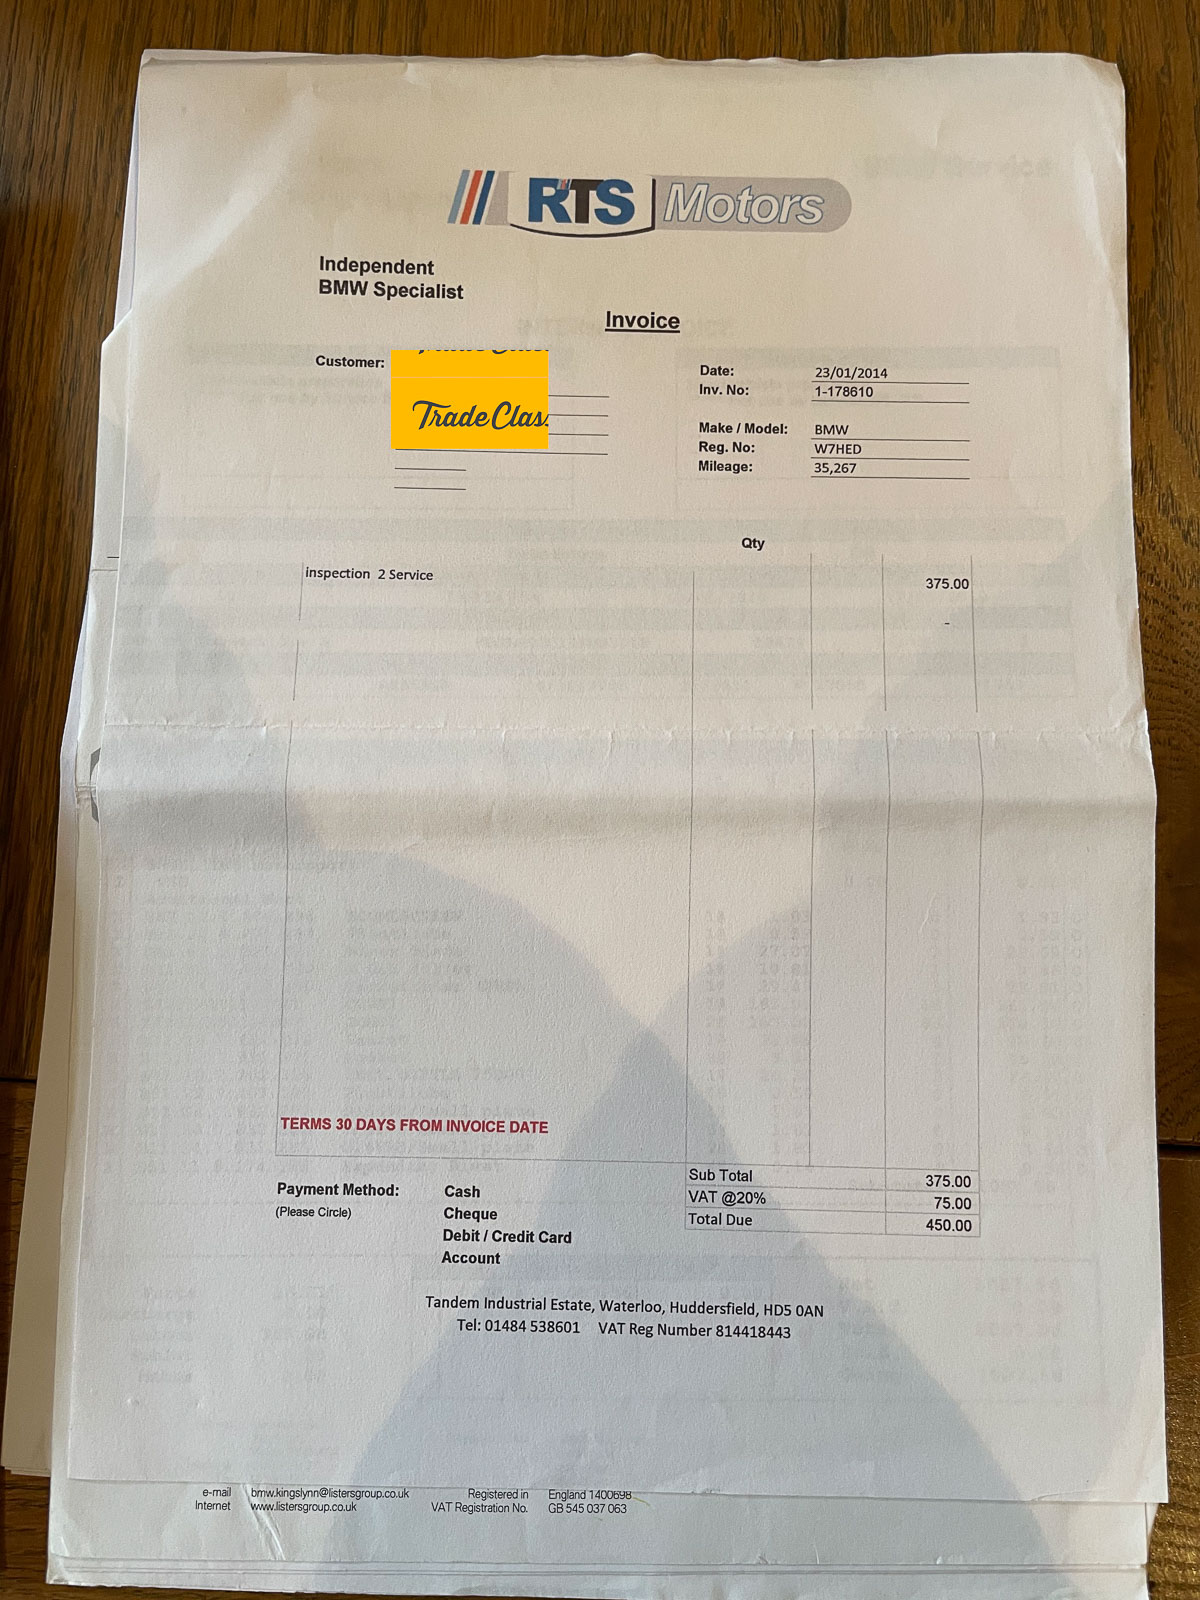 RTS Motors
Independent
BMW Specialist
Invoice
Customer:
TradeClas
Date: 23/01/2014
Inv. No: 1-178610
Make / Model: BMW
Reg. No: W7HED
Mileage: 35,267
Qty
inspection 2 Service 375.00
-
TERMS 30 DAYS FROM INVOICE DATE
Sub Total 375.00
VAT @20% 75.00
Total Due 450.00
Payment Method: Cash
(Please Circle) Cheque
Debit / Credit Card
Account
Tandem Industrial Estate, Waterloo, Huddersfield, HD5 0AN
Tel: 01484 538601 VAT Reg Number 814418443
e-mail bmw.kingslynn@listersgroup.co.uk Registered in England 1400698
Internet www.listersgroup.co.uk VAT Registration No. GB 545 037 063